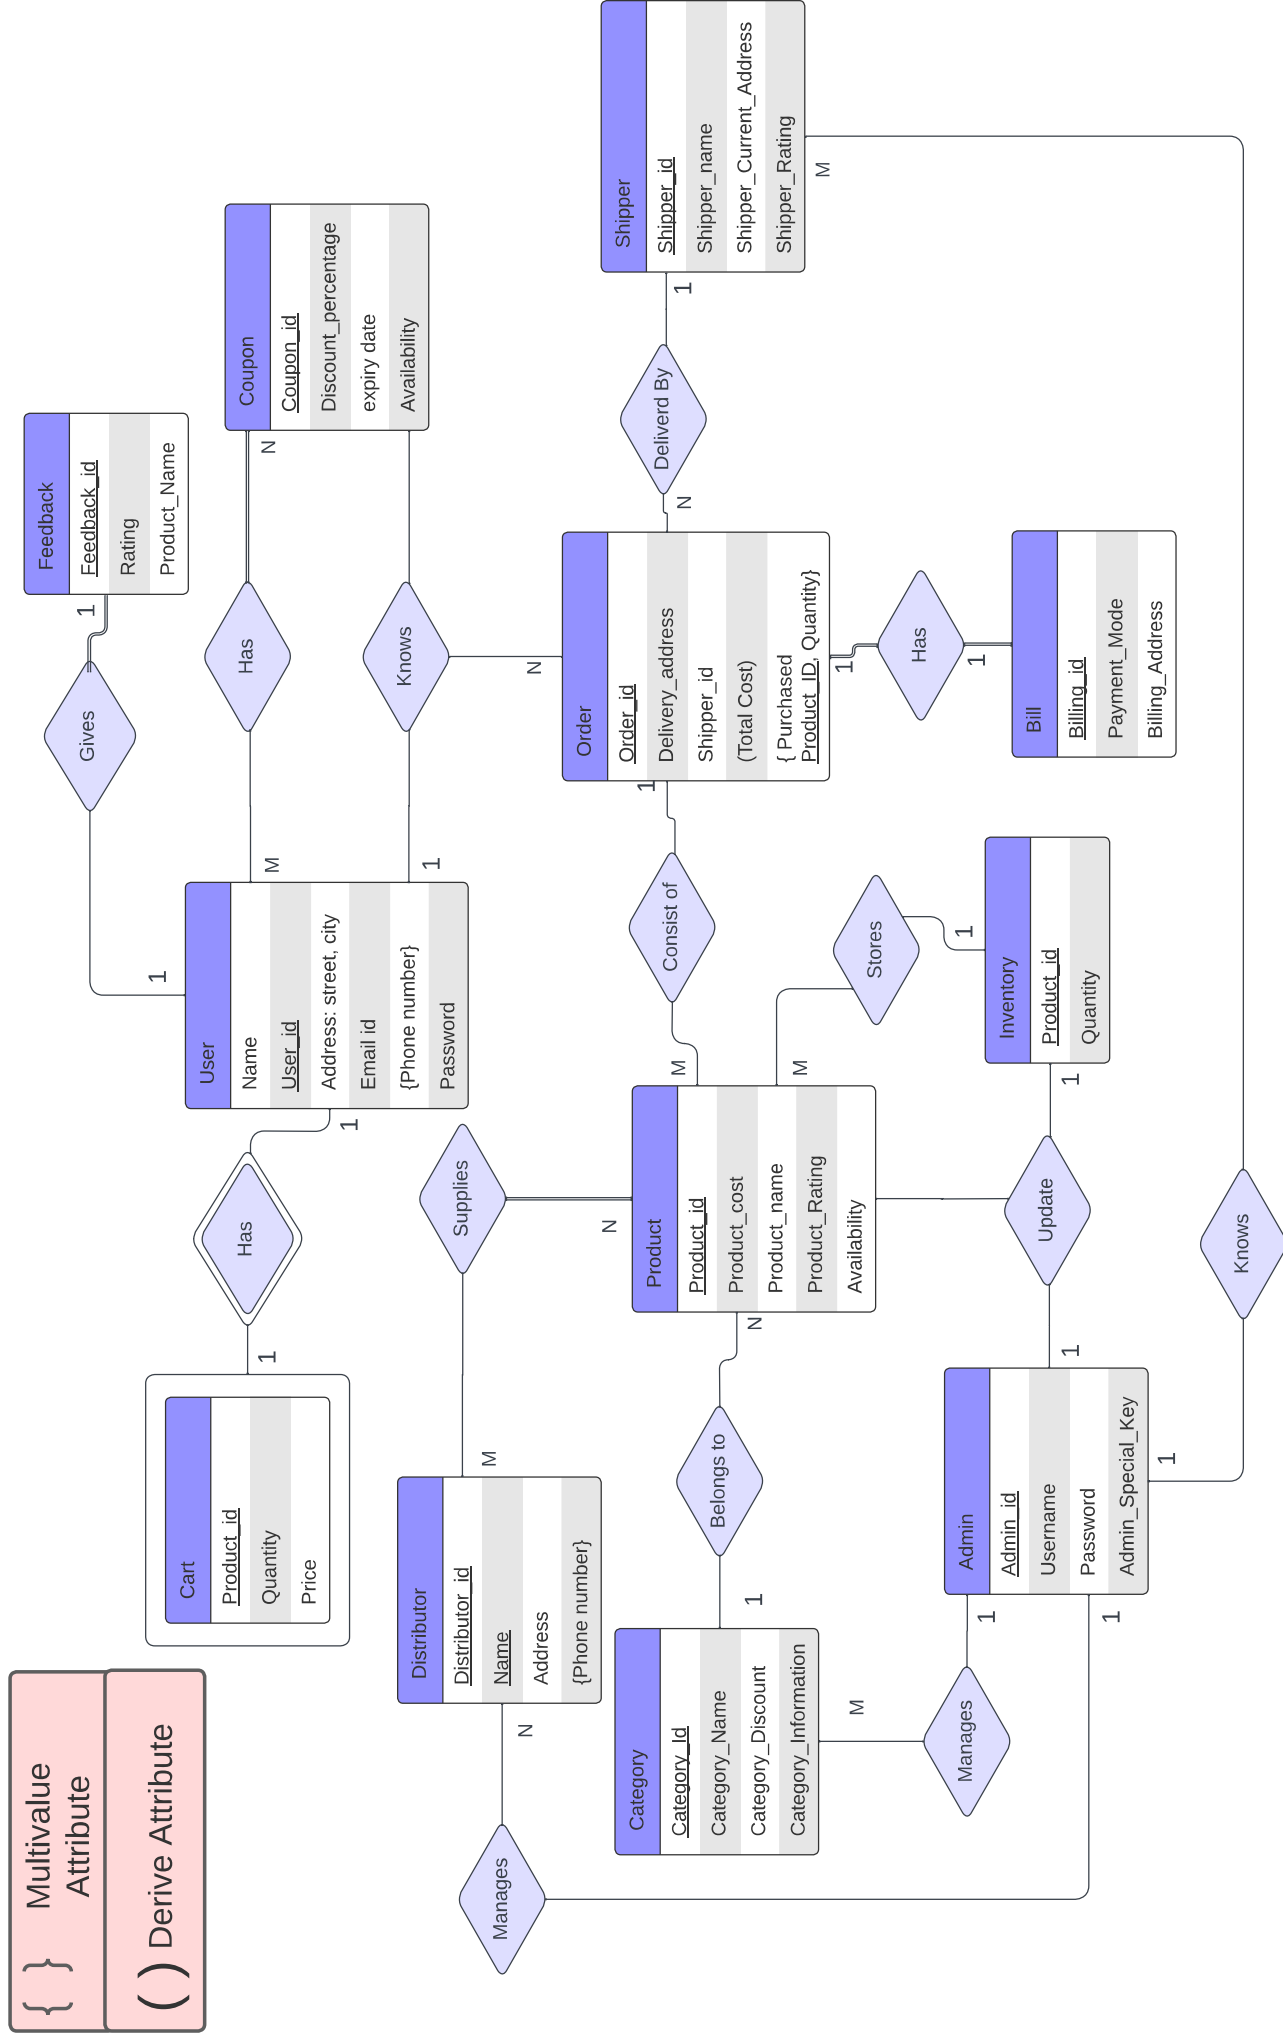 { } Multivalue
Attribute
( ) Derive Attribute
Cart
Product_id
Quantity
Price
1
Has
1
User
Name
User_id
Address: street, city
Email id
{Phone number}
Password
1
Gives
1
Feedback
Feedback_id
Rating
Product_Name
M
Has
N
Coupon
Coupon_id
Discount_percentage
expiry date
Availability
1
Knows
N
Distributor
Distributor_id
Name
Address
{Phone number}
M
Supplies
N
N
Manages
1
Category
Category_Id
Category_Name
Category_Discount
Category_Information
1
Belongs to
N
M
Manages
1
Product
Product_id
Product_cost
Product_name
Product_Rating
Availability
M
Consist of
1
Order
Order_id
Delivery_address
Shipper_id
(Total Cost)
{ Purchased
Product_ID, Quantity}
N
Deliverd By
1
Shipper
Shipper_id
Shipper_name
Shipper_Current_Address
Shipper_Rating
M
M
Stores
1
Inventory
Product_id
Quantity
1
Update
1
1
Has
1
Bill
Billing_id
Payment_Mode
Billing_Address
Admin
Admin_id
Username
Password
Admin_Special_Key
1
Knows